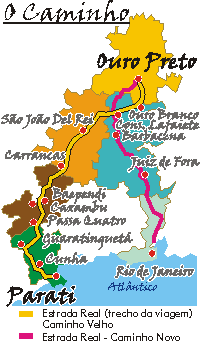 O Caminho
Ouro Preto
São João Del Rei
Ouro Branco
Cons. Lafaiete
Barbacena
Carrancas
Juiz de Fora
Baependi
Caxambu
Passa Quatro
Guaratinguetá
Cunha
Rio de Janeiro
Parati
Atlântico
Estrada Real (trecho da viagem)
Caminho Velho
Estrada Real - Caminho Novo